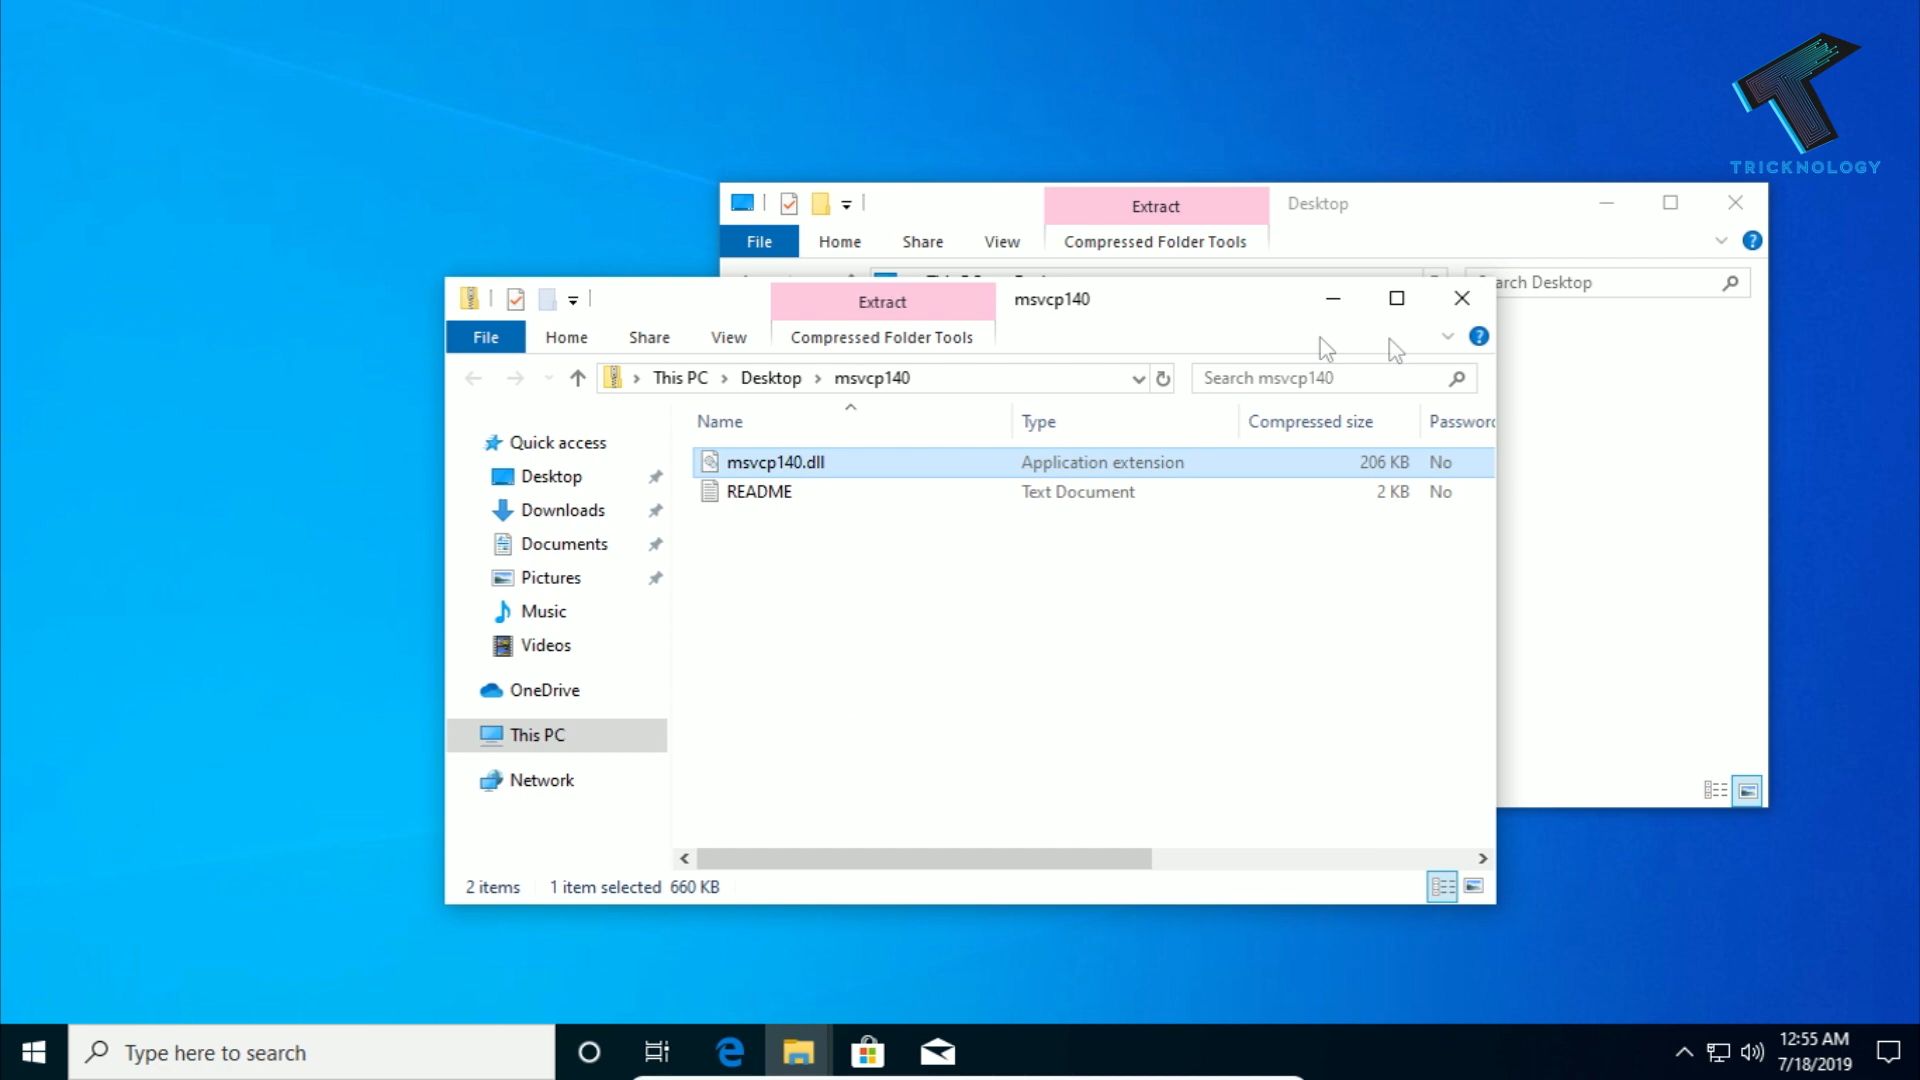 TRICKNOLOGY
Extract
Desktop
File
Home
Share
View
Compressed Folder Tools
?
arch Desktop
Extract
msvcp140
File
Home
Share
View
Compressed Folder Tools
?
This PC
Desktop
msvcp140
Search msvcp140
Name
Type
Compressed size
Password
msvcp140.dll
Application extension
206 KB
No
README
Text Document
2 KB
No
Quick access
Desktop
Downloads
Documents
Pictures
Music
Videos
OneDrive
This PC
Network
2 items
1 item selected 660 KB
Type here to search
12:55 AM
7/18/2019